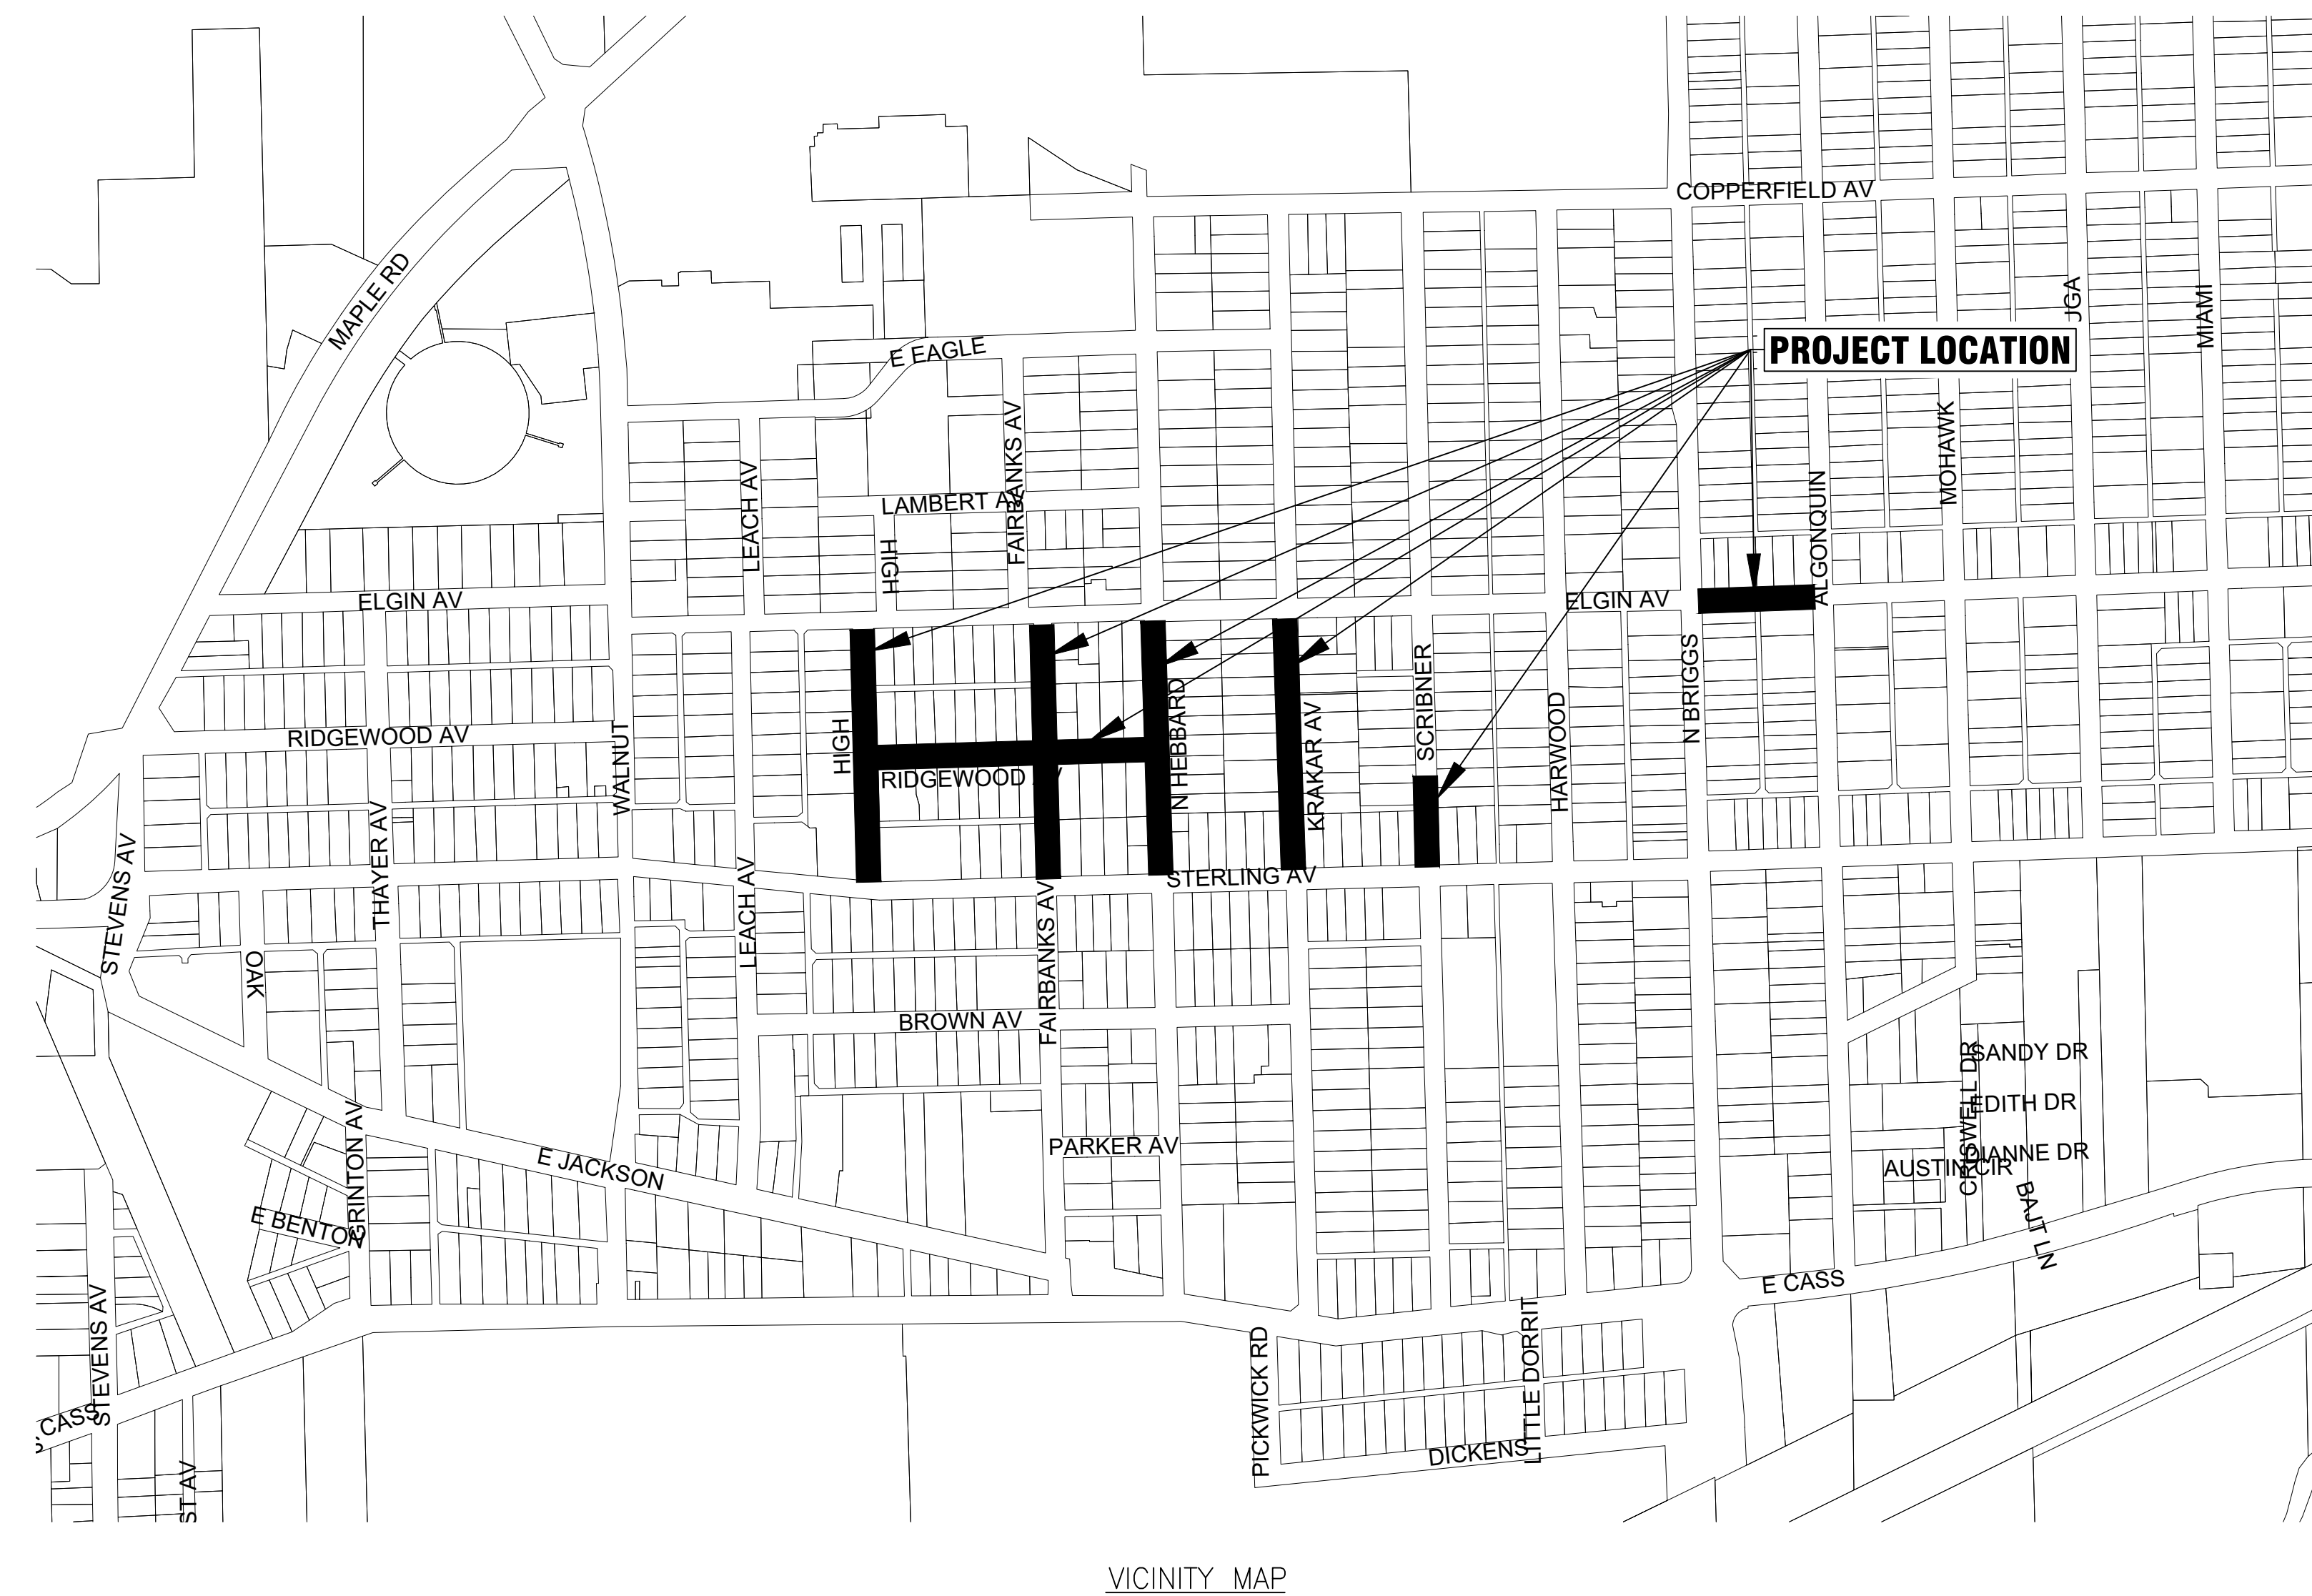 COPPERFIELD AV
MAPLE RD
JGA
MIAMI
E EAGLE
PROJECT LOCATION
FAIRBANKS AV
MOHAWK
LEACH AV
LAMBERT AV
ALGONQUIN
HIGH
ELGIN AV
ELGIN AV
N BRIGGS
SCRIBNER
N HEBBARD
RIDGEWOOD AV
WALNUT
HIGH
KRAKAR AV
HARWOOD
RIDGEWOOD AV
THAYER AV
STEVENS AV
LEACH AV
STERLING AV
FAIRBANKS AV
OAK
BROWN AV
SANDY DR
CRISWELL DR
EDITH DR
GRINTON AV
PARKER AV
E JACKSON
AUSTIN CIR
BAJT LN
E BENTON
E CASS
STEVENS AV
PICKWICK RD
LITTLE DORRIT
CASS
DICKENS
ST AV
VICINITY MAP